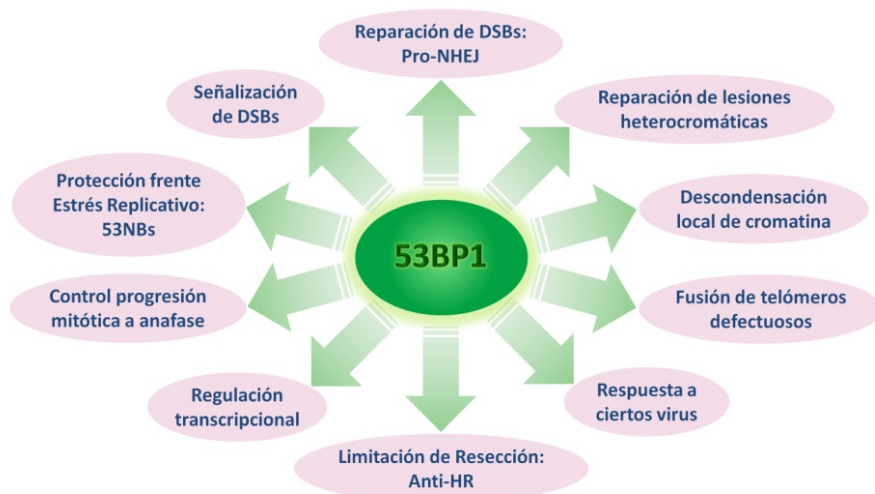 Reparación de DSBs:
Pro-NHEJ
Señalización
de DSBs
Reparación de lesiones
heterocromáticas
Protección frente
Estrés Replicativo:
53NBs
Descondensación
local de cromatina
53BP1
Control progresión
mitótica a anafase
Fusión de telómeros
defectuosos
Regulación
transcripcional
Respuesta a
ciertos virus
Limitación de Resección:
Anti-HR